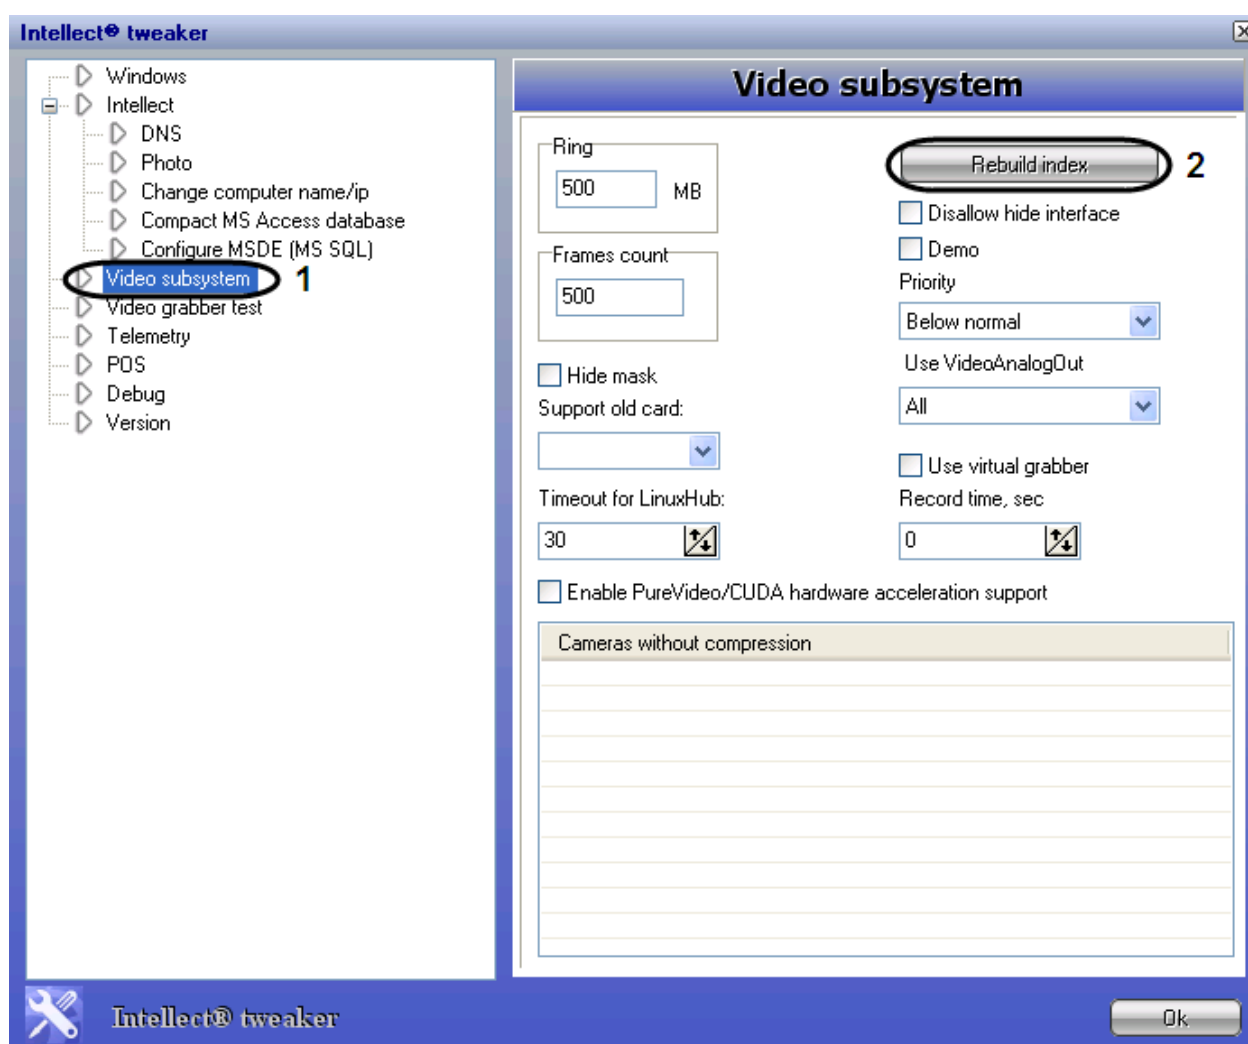 Intellect® tweaker
Windows
Intellect
DNS
Photo
Change computer name/ip
Compact MS Access database
Configure MSDE (MS SQL)
Video subsystem 1
Video grabber test
Telemetry
POS
Debug
Version
Video subsystem
Ring
500 MB
Frames count
500
Hide mask
Support old card:
Timeout for LinuxHub:
30
Rebuild index 2
Disallow hide interface
Demo
Priority
Below normal
Use VideoAnalogOut
All
Use virtual grabber
Record time, sec
0
Enable PureVideo/CUDA hardware acceleration support
Cameras without compression
Intellect® tweaker
Ok